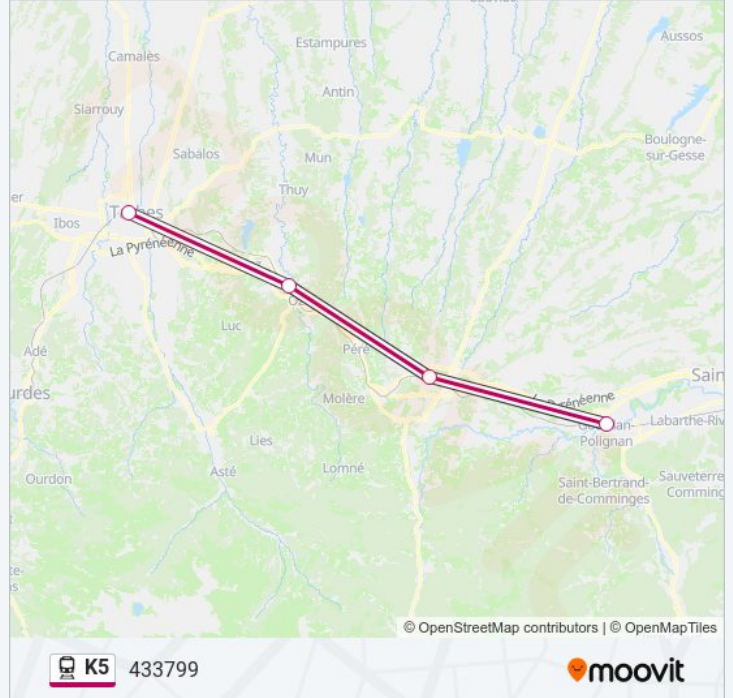 Camalès
Estampures
Aussos
Antin
Siarrouy
Boulogne-
sur-Gesse
Sabalos
Mun
Thuy
Ibos
La Pyrénéenne
Luc
Péré
Adé
Molère
Pyrénéenne
Labarthe-Riv
Polignan
Lies
Asté
Lomné
Ourdon
Saint-Bertrand-
de-Comminges
Sauveterre
Comming
© OpenStreetMap contributors | © OpenMapTiles
K5 433799 moovit